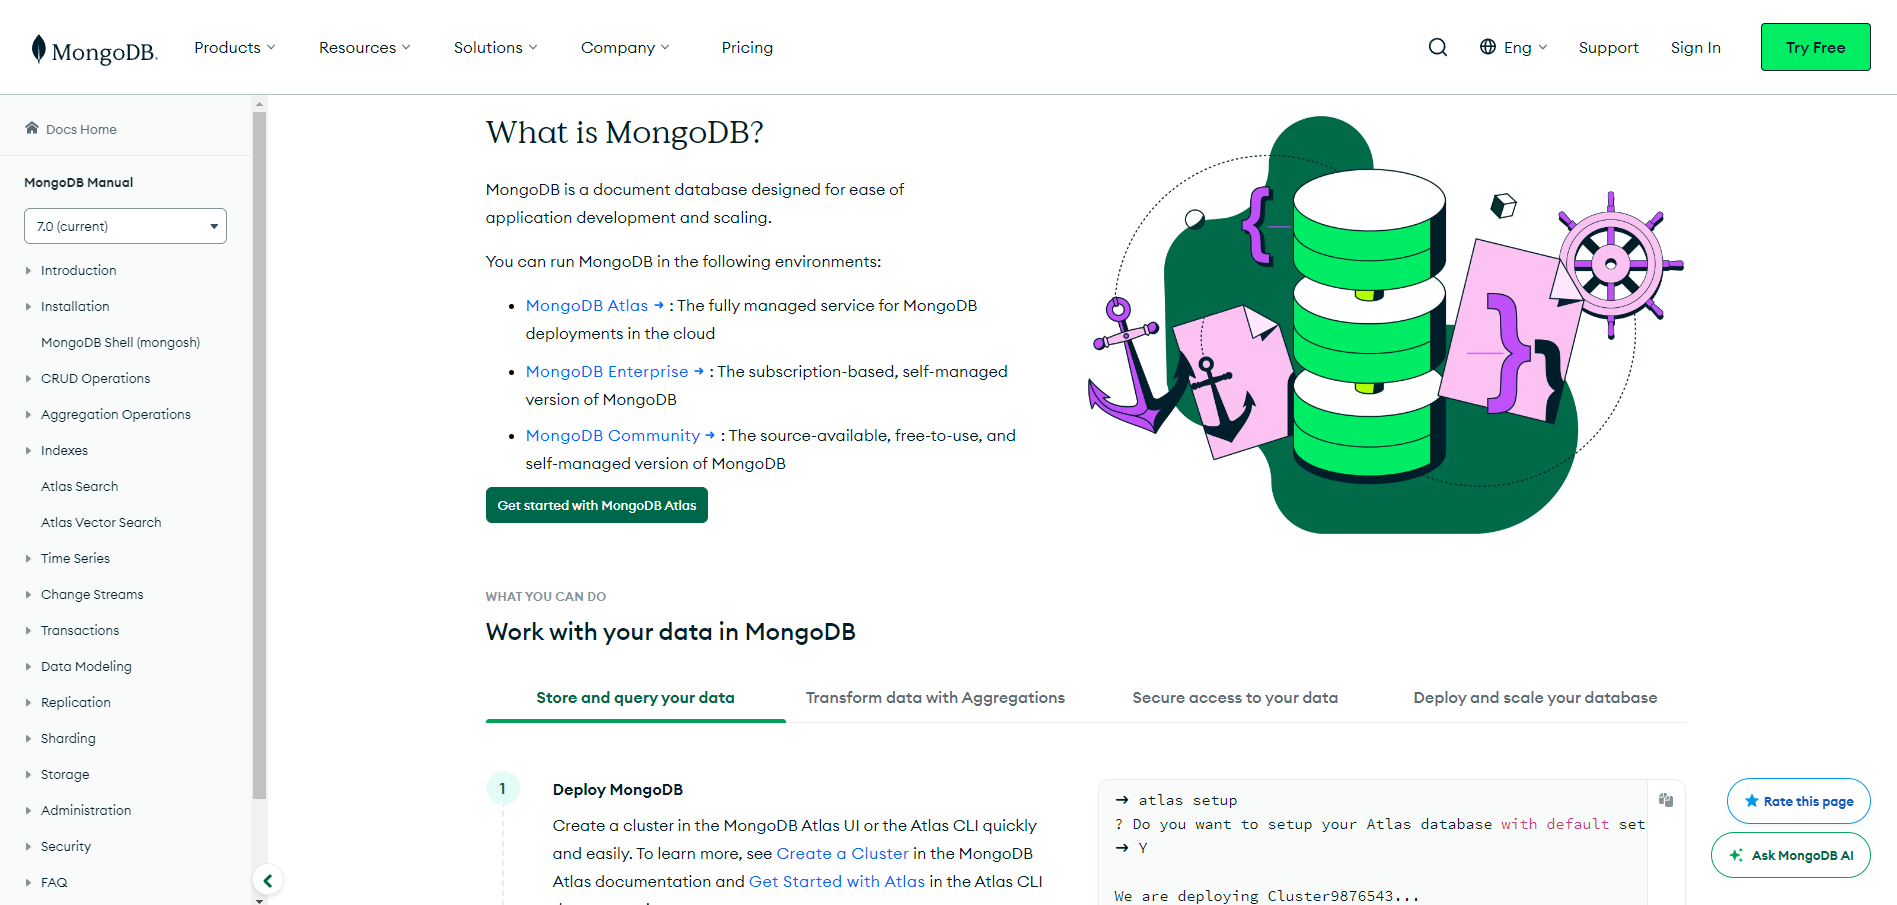 MongoDB.
Products
Resources
Solutions
Company
Pricing
Eng
Support
Sign In
Try Free
Docs Home
MongoDB Manual
7.0 (current)
Introduction
Installation
MongoDB Shell (mongosh)
CRUD Operations
Aggregation Operations
Indexes
Atlas Search
Atlas Vector Search
Time Series
Change Streams
Transactions
Data Modeling
Replication
Sharding
Storage
Administration
Security
FAQ
What is MongoDB?
MongoDB is a document database designed for ease of
application development and scaling.
You can run MongoDB in the following environments:
• MongoDB Atlas ➔ : The fully managed service for MongoDB
deployments in the cloud
• MongoDB Enterprise ➔ : The subscription-based, self-managed
version of MongoDB
• MongoDB Community ➔ : The source-available, free-to-use, and
self-managed version of MongoDB
Get started with MongoDB Atlas
WHAT YOU CAN DO
Work with your data in MongoDB
Store and query your data
Transform data with Aggregations
Secure access to your data
Deploy and scale your database
1
Deploy MongoDB
Create a cluster in the MongoDB Atlas UI or the Atlas CLI quickly
and easily. To learn more, see Create a Cluster in the MongoDB
Atlas documentation and Get Started with Atlas in the Atlas CLI
➔ atlas setup
? Do you want to setup your Atlas database with default set
➔ Y
We are deploying Cluster9876543...
Rate this page
Ask MongoDB AI